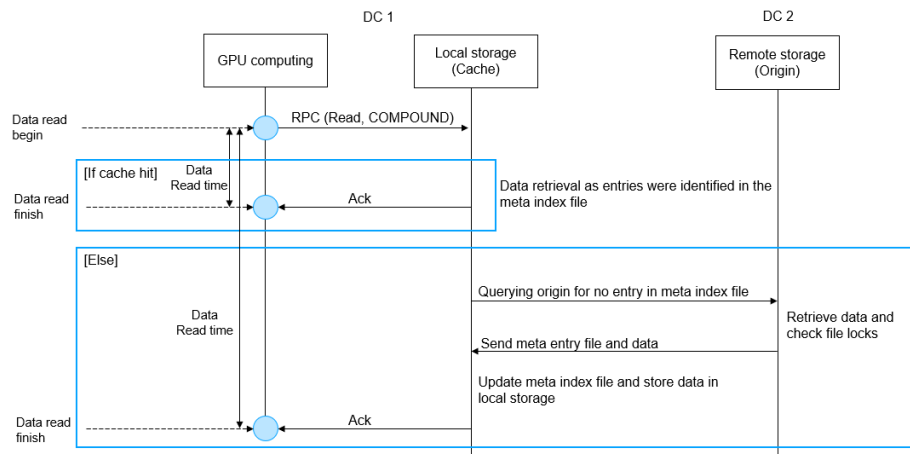 DC 1
DC 2
GPU computing
Local storage
(Cache)
Remote storage
(Origin)
Data read
begin
RPC (Read, COMPOUND)
[If cache hit]
Data
Read time
Data retrieval as entries were identified in the
meta index file
Data read
finish
Ack
[Else]
Querying origin for no entry in meta index file
Data
Read time
Retrieve data and
check file locks
Send meta entry file and data
Update meta index file and store data in
local storage
Data read
finish
Ack